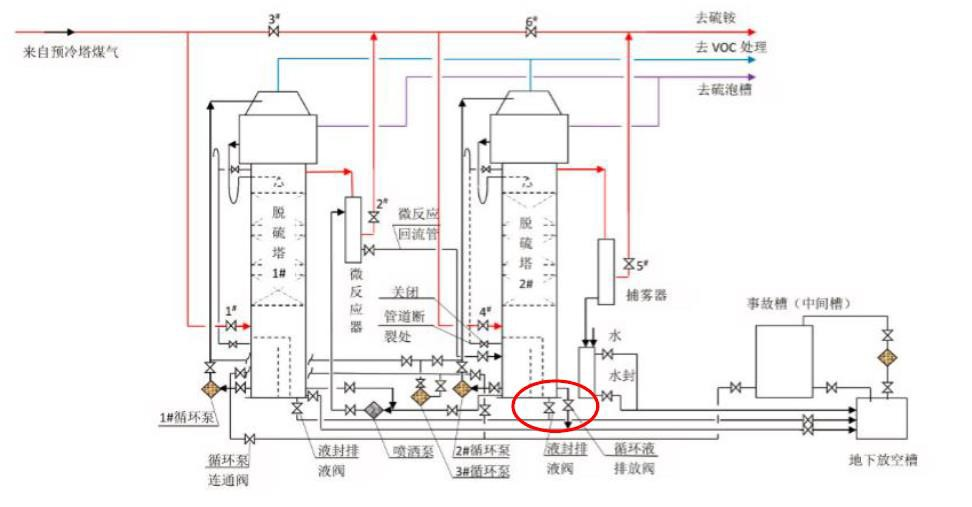 3#
6#
去硫铵
来自预冷塔煤气
去 VOC 处理
去硫泡槽
脱
硫
塔
1#
2#
微反应
回流管
脱
硫
塔
2#
5#
微
反
应
器
关闭
捕雾器
事故槽（中间槽）
1#
管道断
裂处
4#
水
水封
1#循环泵
循环泵
连通阀
液封排
液阀
喷洒泵
2#循环泵
3#循环泵
液封排
液阀
循环液
排放阀
地下放空槽